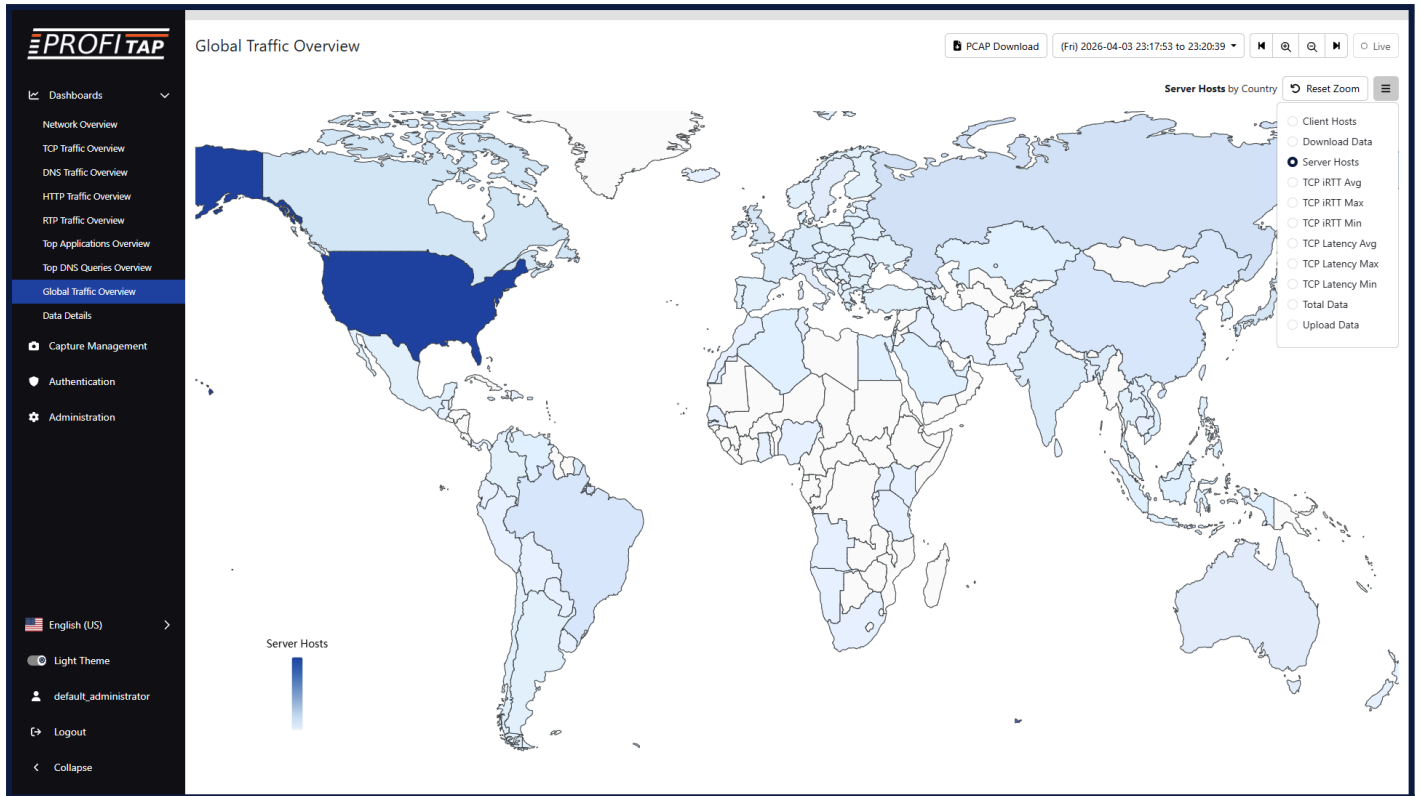 PROFITAP
Dashboards
Network Overview
TCP Traffic Overview
DNS Traffic Overview
HTTP Traffic Overview
RTP Traffic Overview
Top Applications Overview
Top DNS Queries Overview
Global Traffic Overview
Data Details
Capture Management
Authentication
Administration
English (US)
Light Theme
default_administrator
Logout
Collapse
Global Traffic Overview
PCAP Download
(Fri) 2026-04-03 23:17:53 to 23:20:39
Live
Server Hosts by Country
Reset Zoom
Client Hosts
Download Data
Server Hosts
TCP iRTT Avg
TCP iRTT Max
TCP iRTT Min
TCP Latency Avg
TCP Latency Max
TCP Latency Min
Total Data
Upload Data
Server Hosts